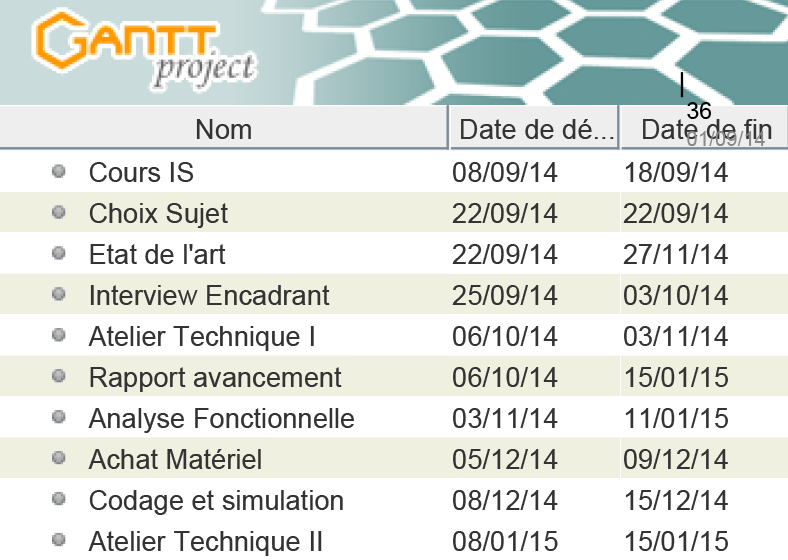 GANTT
project
36
01/09/14
Nom Date de dé... Date de fin
Cours IS 08/09/14 18/09/14
Choix Sujet 22/09/14 22/09/14
Etat de l'art 22/09/14 27/11/14
Interview Encadrant 25/09/14 03/10/14
Atelier Technique I 06/10/14 03/11/14
Rapport avancement 06/10/14 15/01/15
Analyse Fonctionnelle 03/11/14 11/01/15
Achat Matériel 05/12/14 09/12/14
Codage et simulation 08/12/14 15/12/14
Atelier Technique II 08/01/15 15/01/15